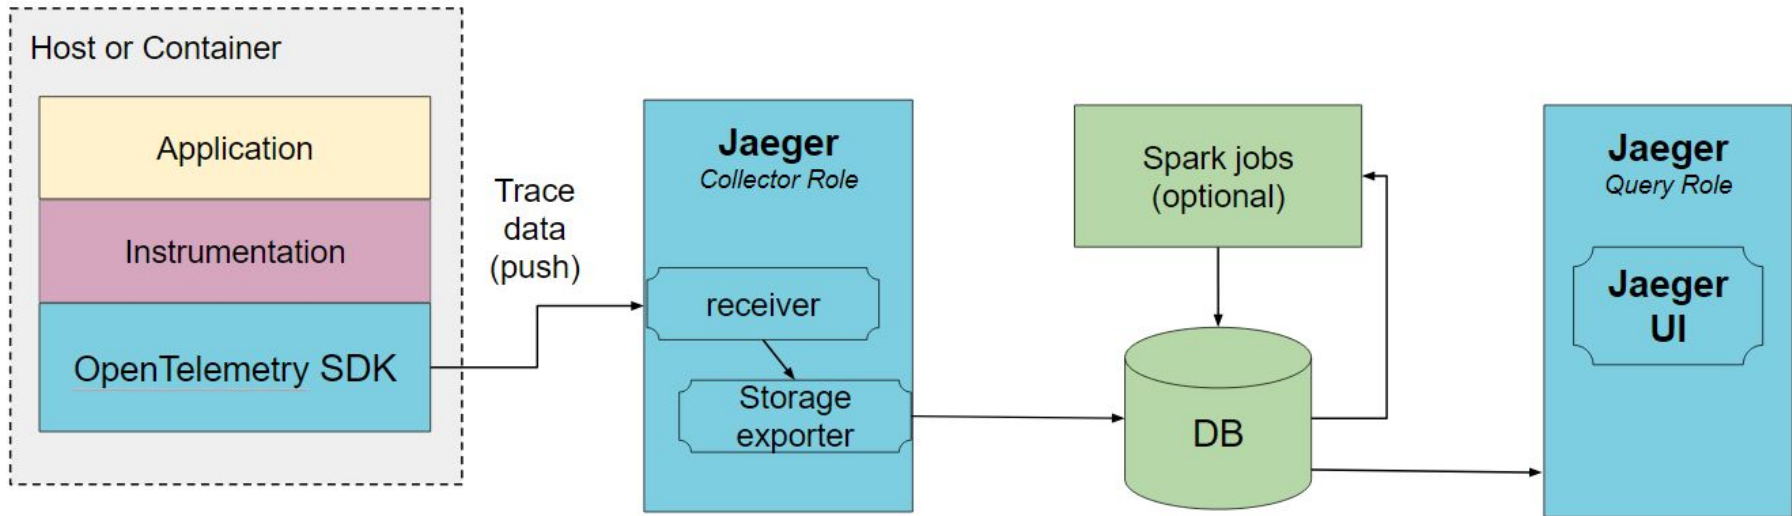 Host or Container
Application
Instrumentation
OpenTelemetry SDK
Trace
data
(push)
Jaeger
Collector Role
receiver
Storage
exporter
Spark jobs
(optional)
DB
Jaeger
Query Role
Jaeger
UI